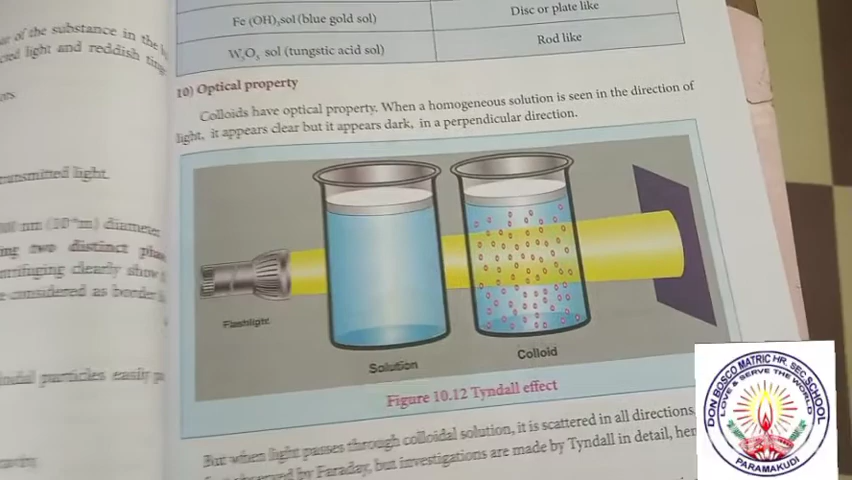 Fe (OH)₃sol (blue gold sol)
Disc or plate like
W₃O₅ sol (tungstic acid sol)
Rod like
of the substance in the
light and reddish
10) Optical property
Colloids have optical property. When a homogeneous solution is seen in the direction of
light, it appears clear but it appears dark, in a perpendicular direction.
transmitted light.
diameter
two distinct
clearly show
considered as border
particles easily
Flashlight
Solution
Colloid
Figure 10.12 Tyndall effect
But when light passes through colloidal solution, it is scattered in all directions,
observed by Faraday, but investigations are made by Tyndall in detail,
DON BOSCO MATRIC HR. SEC SCHOOL
LOVE & SERVE THE WORLD
PARAMAKUDI